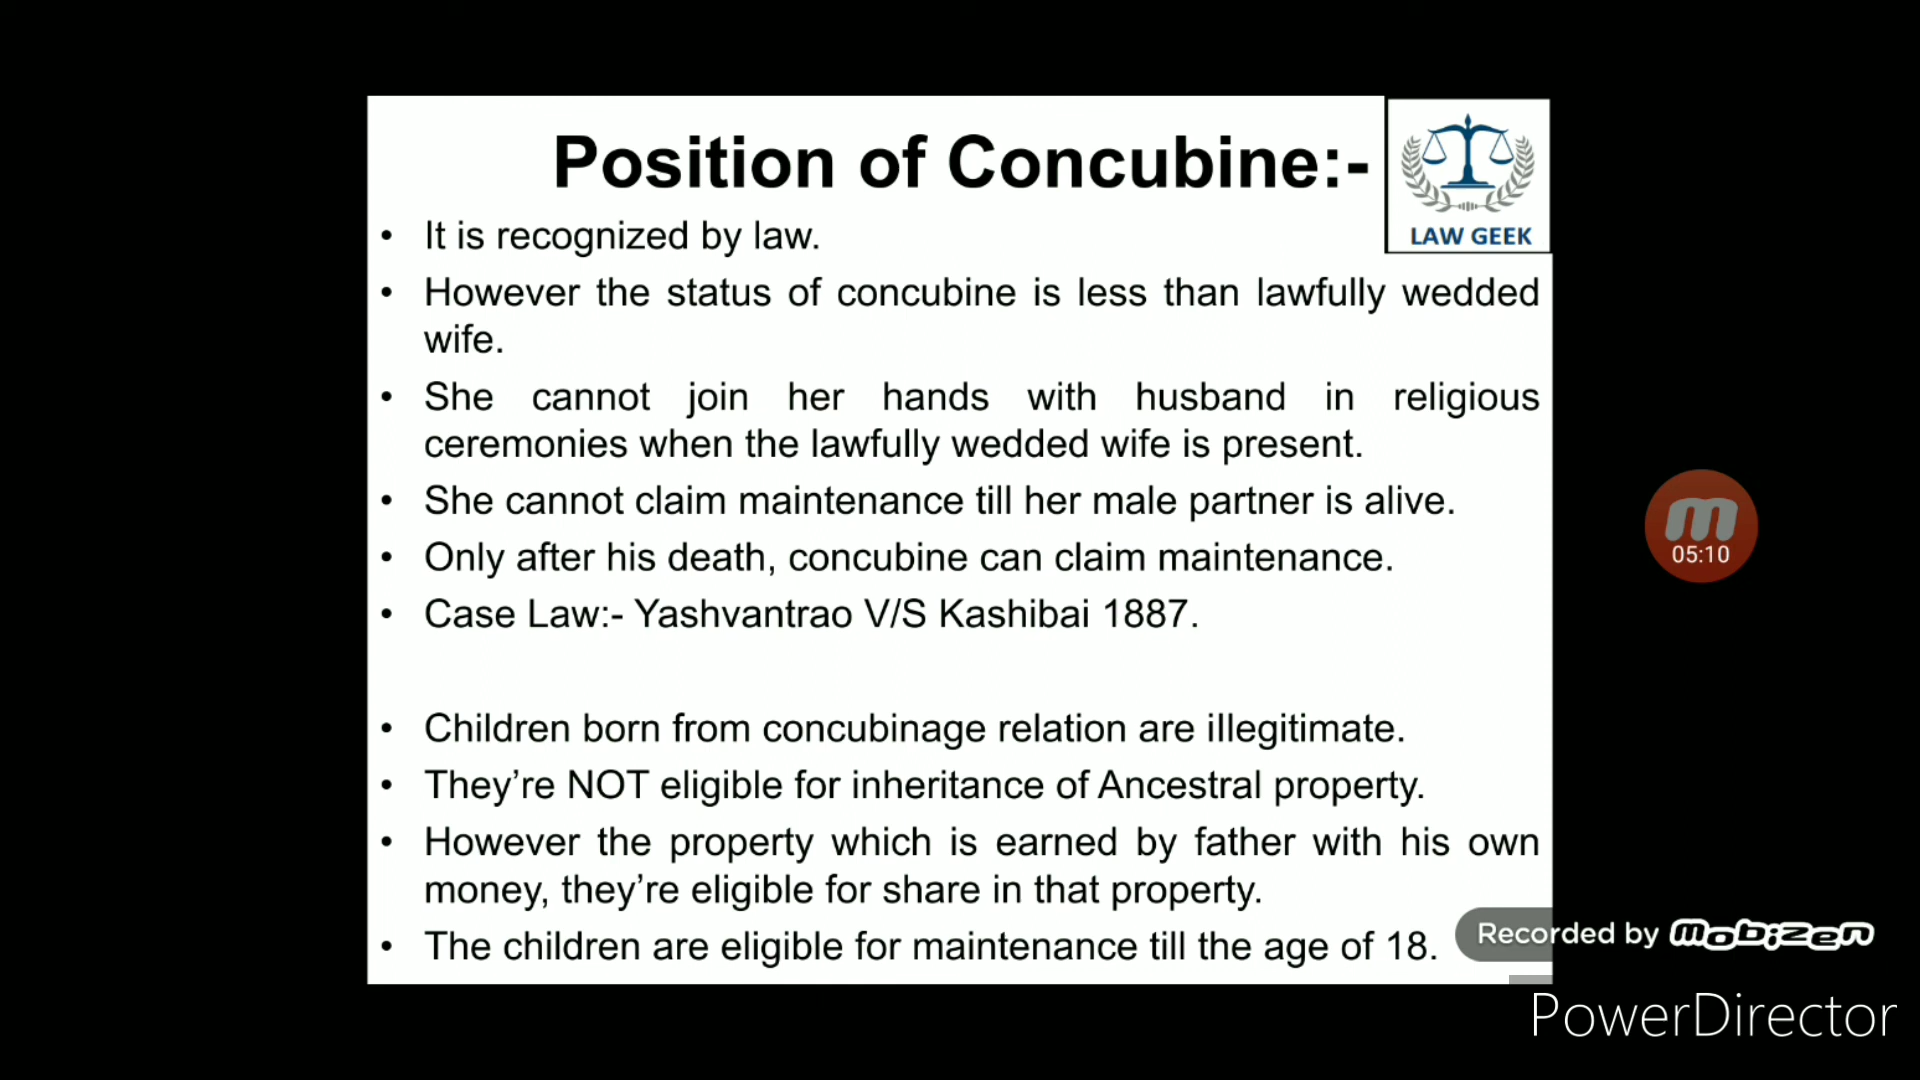 Position of Concubine:-
LAW GEEK
• It is recognized by law.
• However the status of concubine is less than lawfully wedded
wife.
• She cannot join her hands with husband in religious
ceremonies when the lawfully wedded wife is present.
• She cannot claim maintenance till her male partner is alive.
• Only after his death, concubine can claim maintenance.
• Case Law:- Yashvantrao V/S Kashibai 1887.
• Children born from concubinage relation are illegitimate.
• They’re NOT eligible for inheritance of Ancestral property.
• However the property which is earned by father with his own
money, they’re eligible for share in that property.
• The children are eligible for maintenance till the age of 18.
m
05:10
Recorded by mobizen
PowerDirector